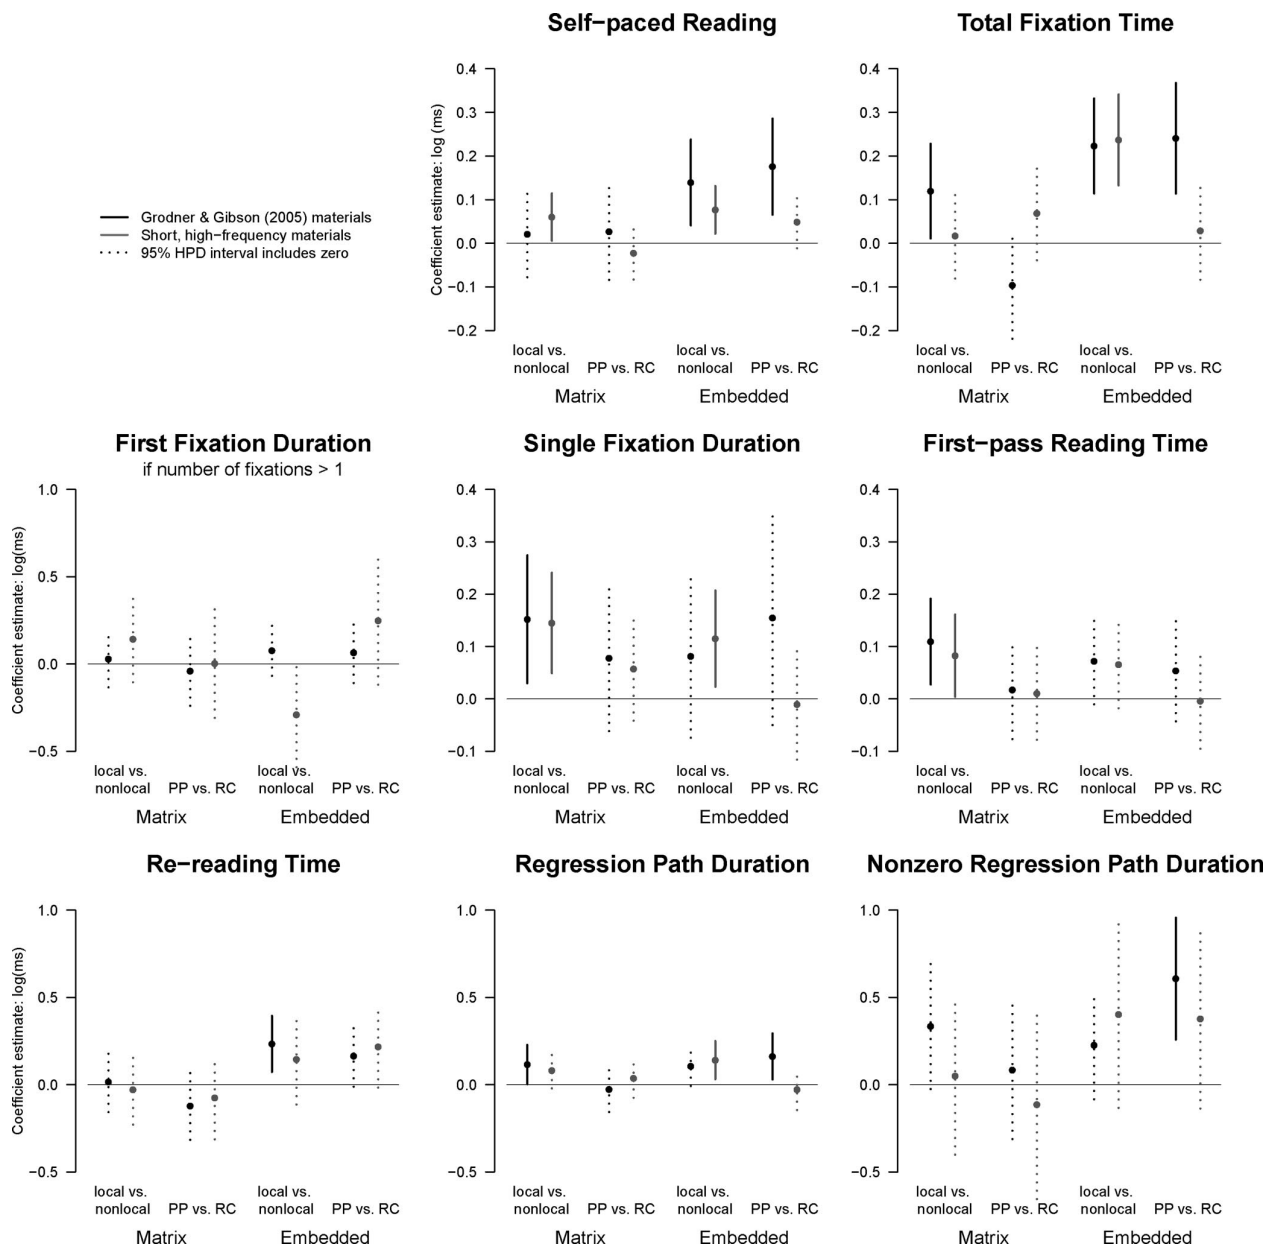 Self−paced Reading
Total Fixation Time
Grodner & Gibson (2005) materials
Short, high−frequency materials
95% HPD interval includes zero
Coefficient estimate: log (ms)
0.4
0.3
0.2
0.1
0.0
−0.1
−0.2
local vs.
nonlocal
PP vs. RC
local vs.
nonlocal
PP vs. RC
Matrix
Embedded
0.4
0.3
0.2
0.1
0.0
−0.1
−0.2
local vs.
nonlocal
PP vs. RC
local vs.
nonlocal
PP vs. RC
Matrix
Embedded
First Fixation Duration
if number of fixations > 1
Coefficient estimate: log(ms)
1.0
0.5
0.0
−0.5
local vs.
nonlocal
PP vs. RC
local vs.
nonlocal
PP vs. RC
Matrix
Embedded
Single Fixation Duration
0.4
0.3
0.2
0.1
0.0
−0.1
local vs.
nonlocal
PP vs. RC
local vs.
nonlocal
PP vs. RC
Matrix
Embedded
First−pass Reading Time
0.4
0.3
0.2
0.1
0.0
−0.1
local vs.
nonlocal
PP vs. RC
local vs.
nonlocal
PP vs. RC
Matrix
Embedded
Re−reading Time
Coefficient estimate: log(ms)
1.0
0.5
0.0
−0.5
local vs.
nonlocal
PP vs. RC
local vs.
nonlocal
PP vs. RC
Matrix
Embedded
Regression Path Duration
1.0
0.5
0.0
−0.5
local vs.
nonlocal
PP vs. RC
local vs.
nonlocal
PP vs. RC
Matrix
Embedded
Nonzero Regression Path Duration
1.0
0.5
0.0
−0.5
local vs.
nonlocal
PP vs. RC
local vs.
nonlocal
PP vs. RC
Matrix
Embedded